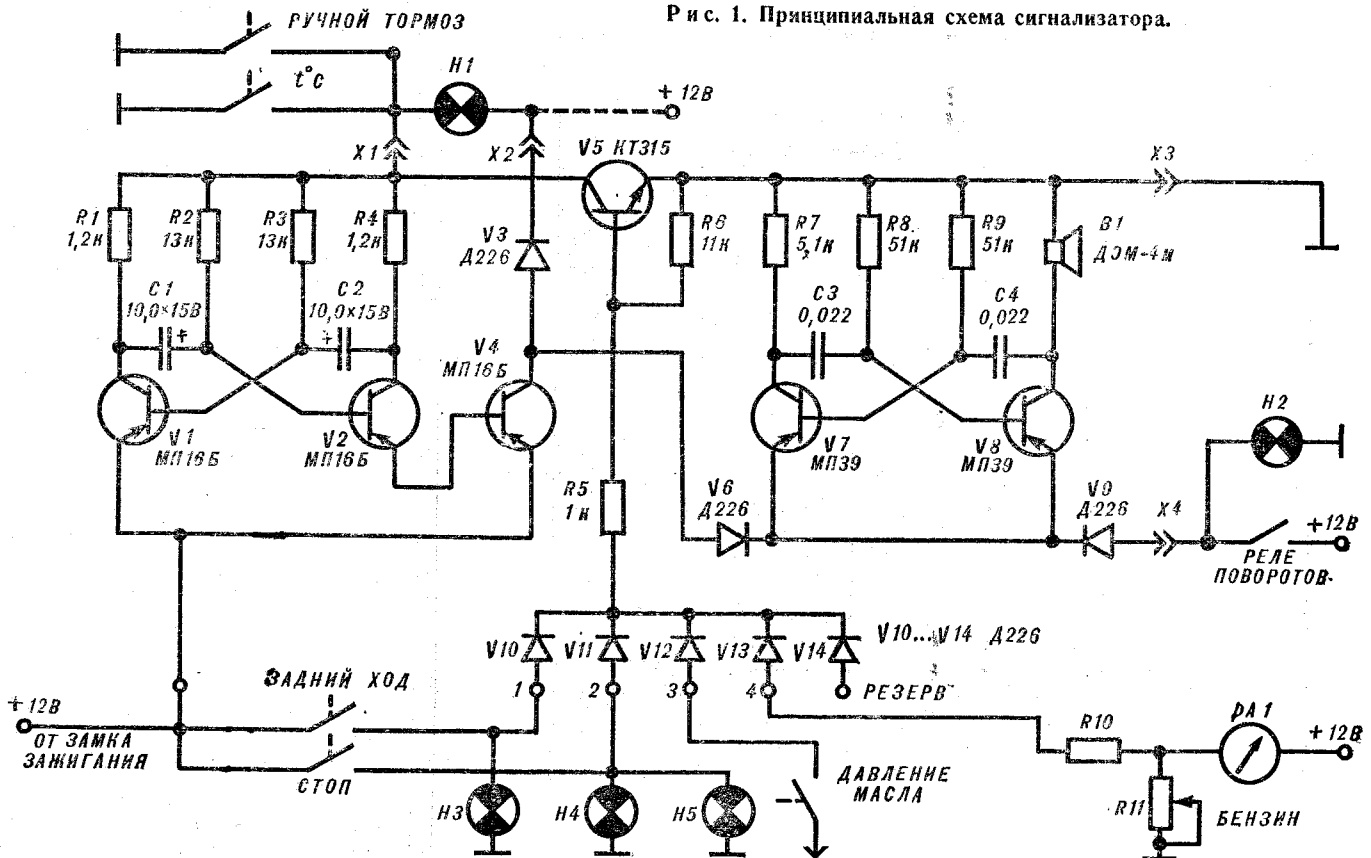 Рис. 1. Принципиальная схема сигнализатора.
РУЧНОЙ ТОРМОЗ
t°C
H1
+ 12В
X1
X2
V5 КТ315
X3
R1
1,2к
R2
13к
R3
13к
R4
1,2к
V3
Д226
R6
11к
R7
5,1к
R8
51к
R9
51к
B1
ДЭМ-4м
C1
10,0×15В
+
C2
10,0×15В
+
C3
0,022
C4
0,022
V4
МП16Б
V1
МП16Б
V2
МП16Б
V7
МП39
V8
МП39
H2
R5
1к
V6
Д226
V9
Д226
X4
+12В
РЕЛЕ
ПОВОРОТОВ
V10
V11
V12
V13
V14
V10...V14 Д226
1
2
3
4
РЕЗЕРВ
ЗАДНИЙ ХОД
+12В
ОТ ЗАМКА
ЗАЖИГАНИЯ
СТОП
R10
PA1
+12В
H3
H4
H5
ДАВЛЕНИЕ
МАСЛА
R11
БЕНЗИН